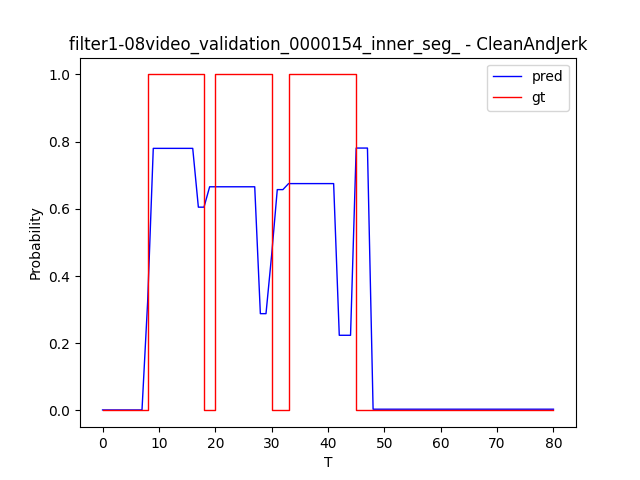 filter1-08video_validation_0000154_inner_seg_ - CleanAndJerk
pred
gt
1.0
0.8
0.6
0.4
0.2
0.0
Probability
0 10 20 30 40 50 60 70 80
T